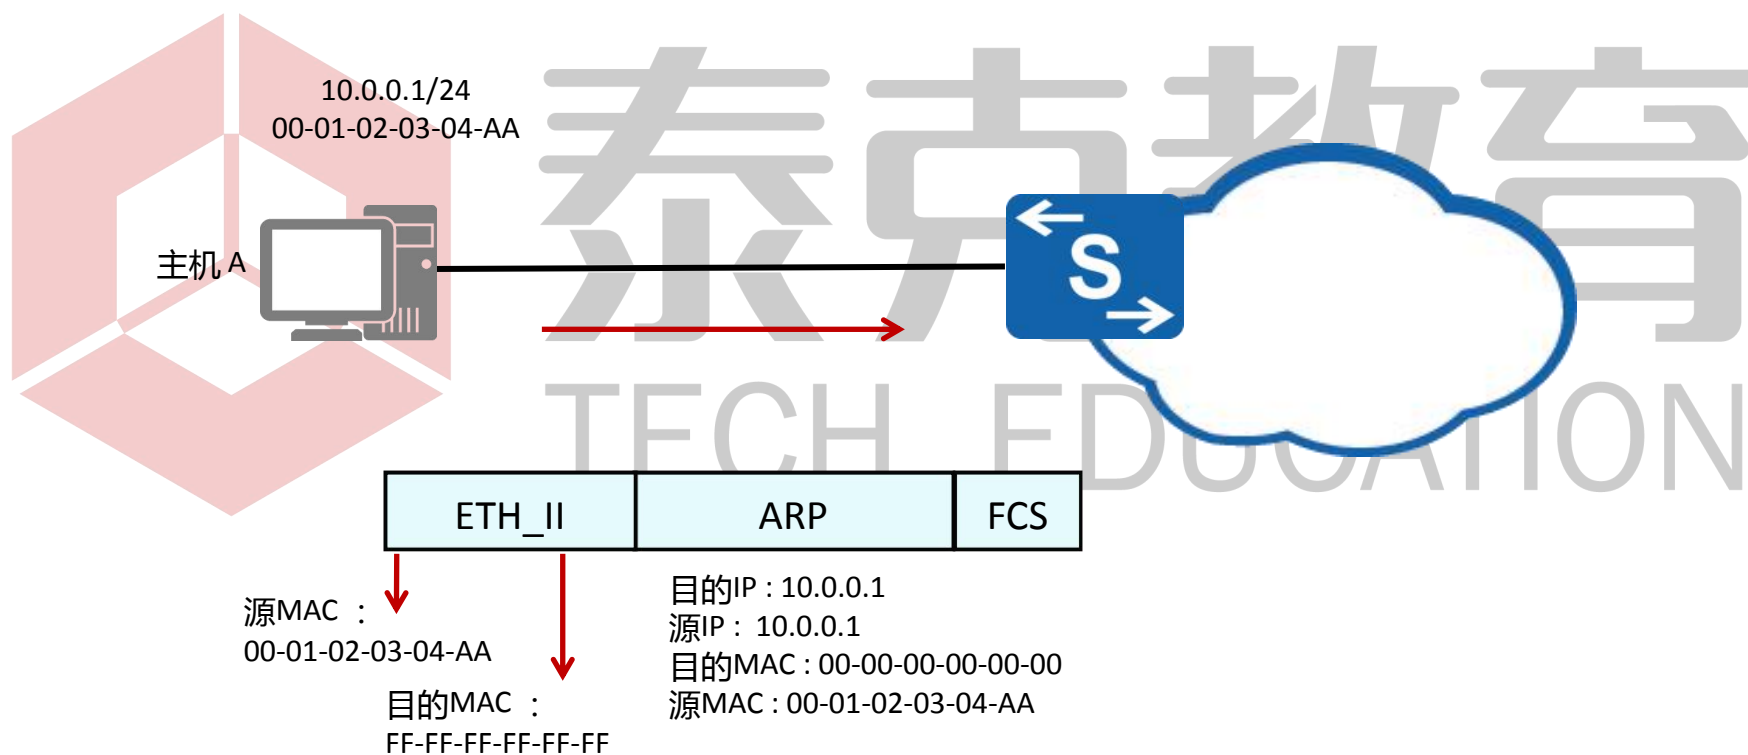 泰克教育
TECH EDUCATION
10.0.0.1/24
00-01-02-03-04-AA
主机 A
S
ETH_II
ARP
FCS
源MAC ：
00-01-02-03-04-AA
目的MAC ：
FF-FF-FF-FF-FF-FF
目的IP : 10.0.0.1
源IP : 10.0.0.1
目的MAC : 00-00-00-00-00-00
源MAC : 00-01-02-03-04-AA